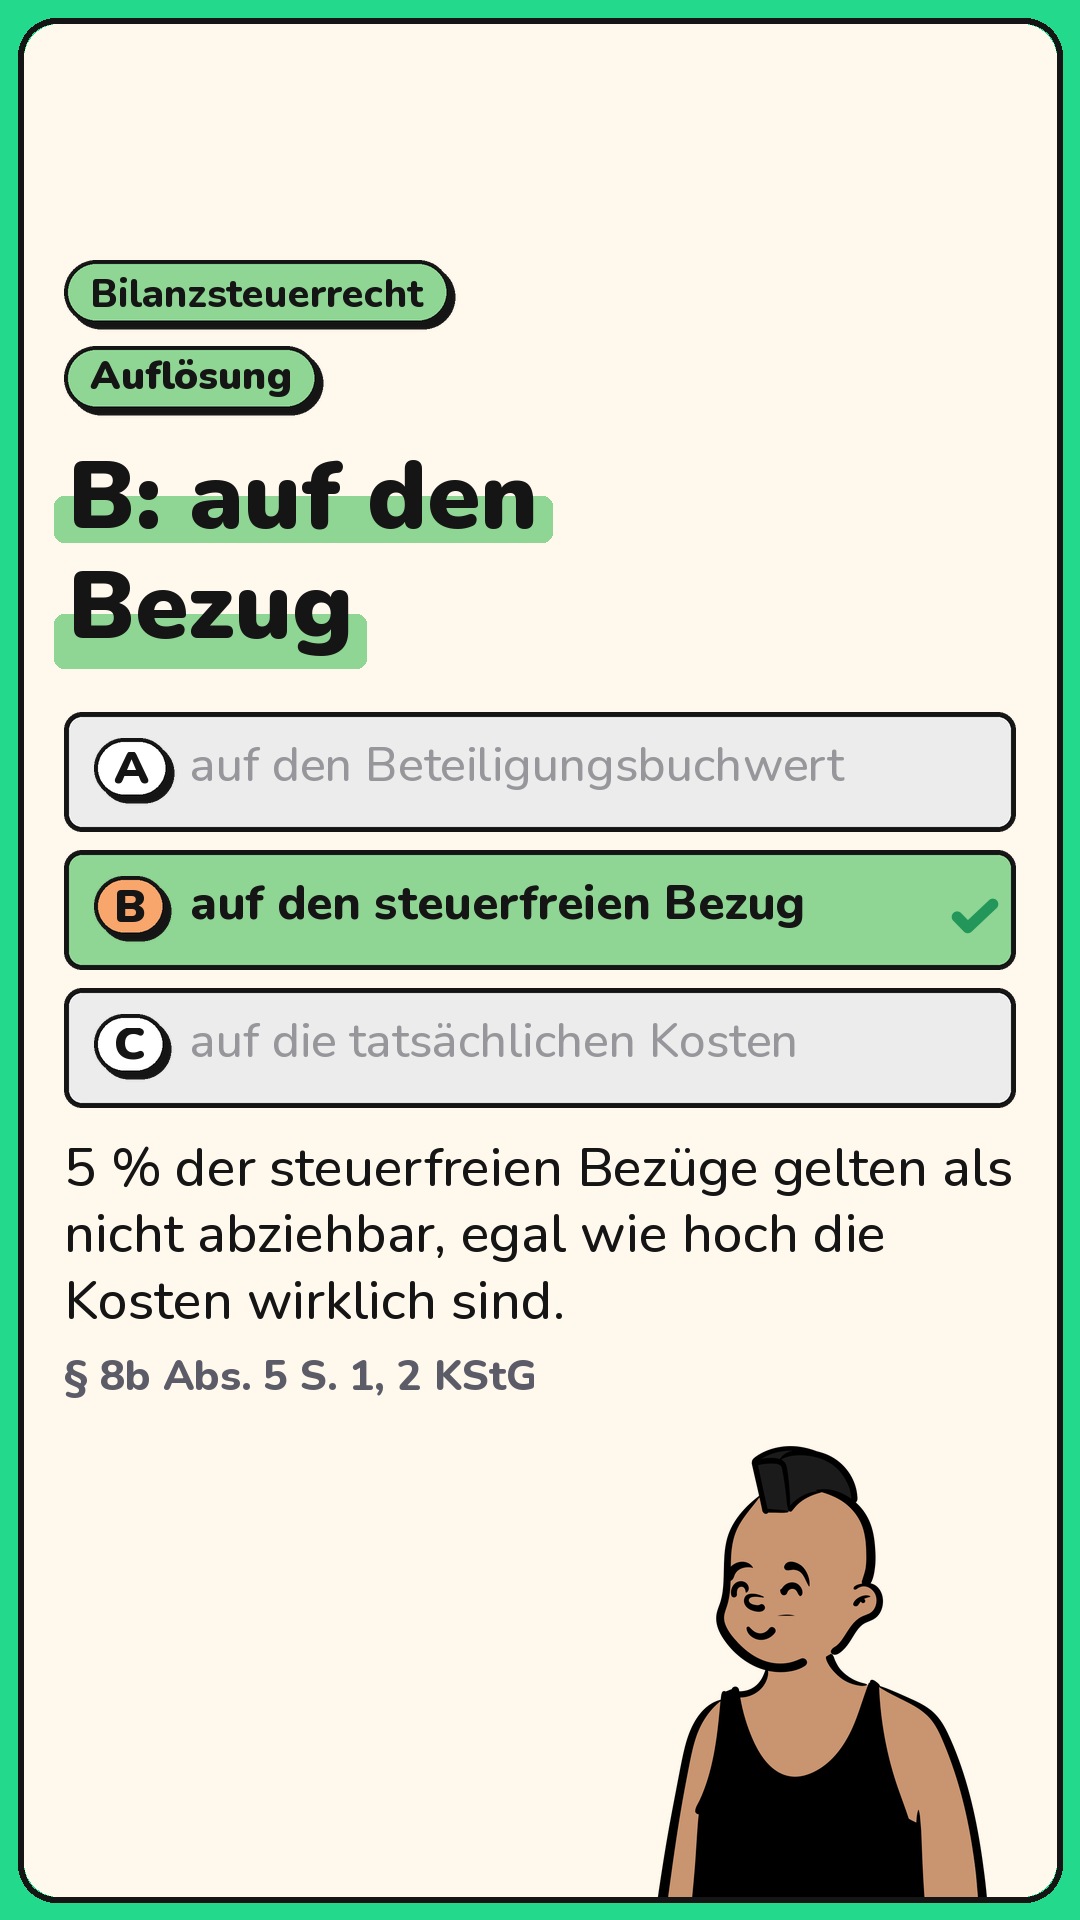 Bilanzsteuerrecht
Auflösung
B: auf den
Bezug
A auf den Beteiligungsbuchwert
B auf den steuerfreien Bezug
C auf die tatsächlichen Kosten
5 % der steuerfreien Bezüge gelten als
nicht abziehbar, egal wie hoch die
Kosten wirklich sind.
§ 8b Abs. 5 S. 1, 2 KStG